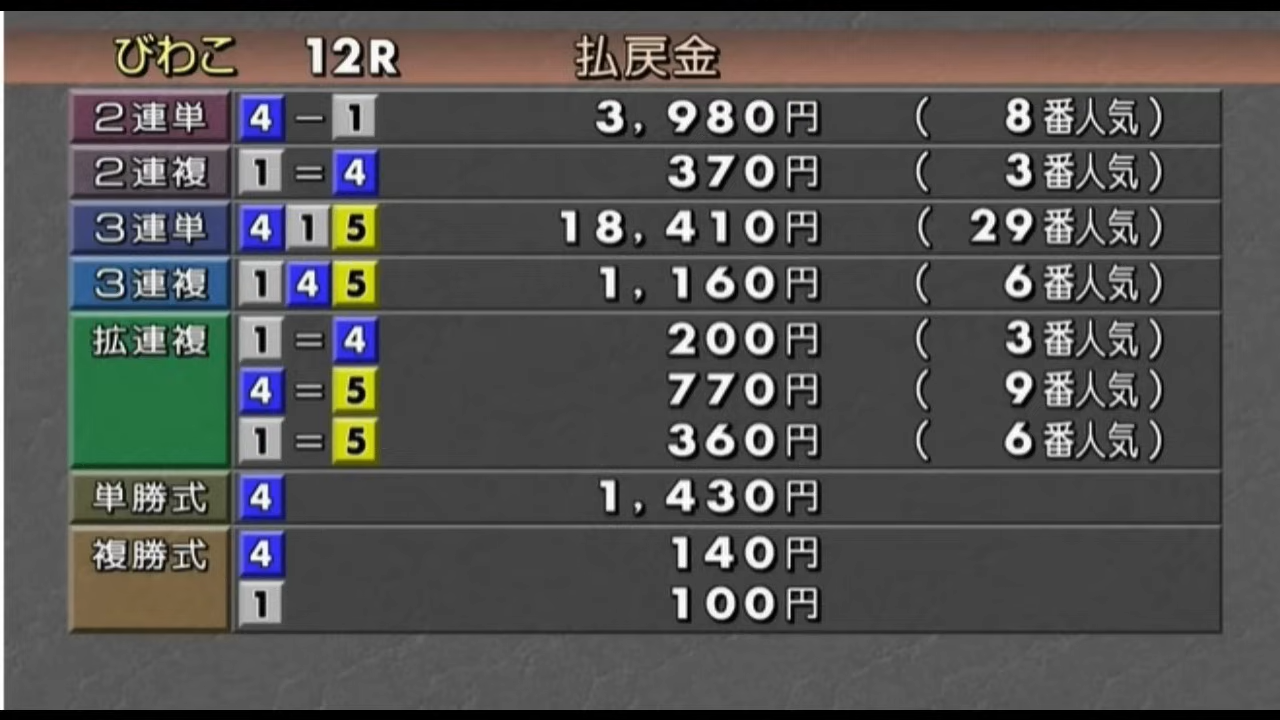 びわこ 12R 払戻金
2連単 4 － 1 3,980円 ( 8番人気)
2連複 1 ＝ 4 370円 ( 3番人気)
3連単 4 1 5 18,410円 ( 29番人気)
3連複 1 4 5 1,160円 ( 6番人気)
拡連複 1 ＝ 4 200円 ( 3番人気)
4 ＝ 5 770円 ( 9番人気)
1 ＝ 5 360円 ( 6番人気)
単勝式 4 1,430円
複勝式 4 140円
1 100円